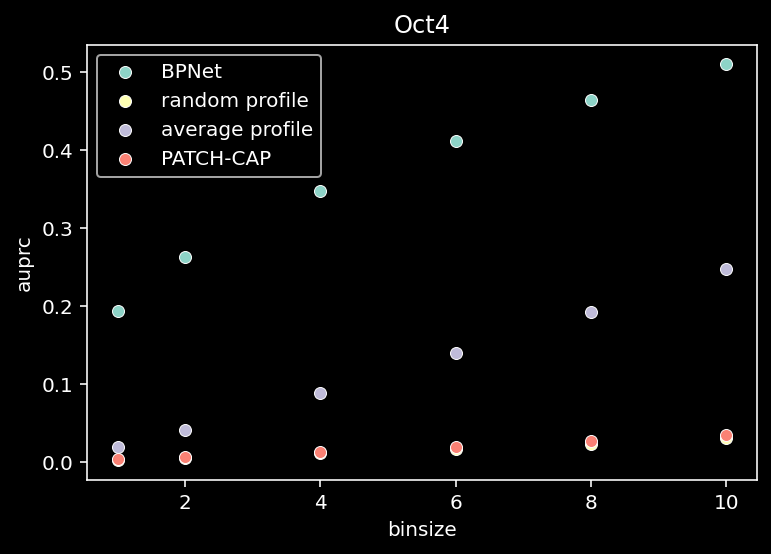 Oct4
BPNet
random profile
average profile
PATCH-CAP
0.5
0.4
0.3
0.2
0.1
0.0
auprc
2 4 6 8 10
binsize